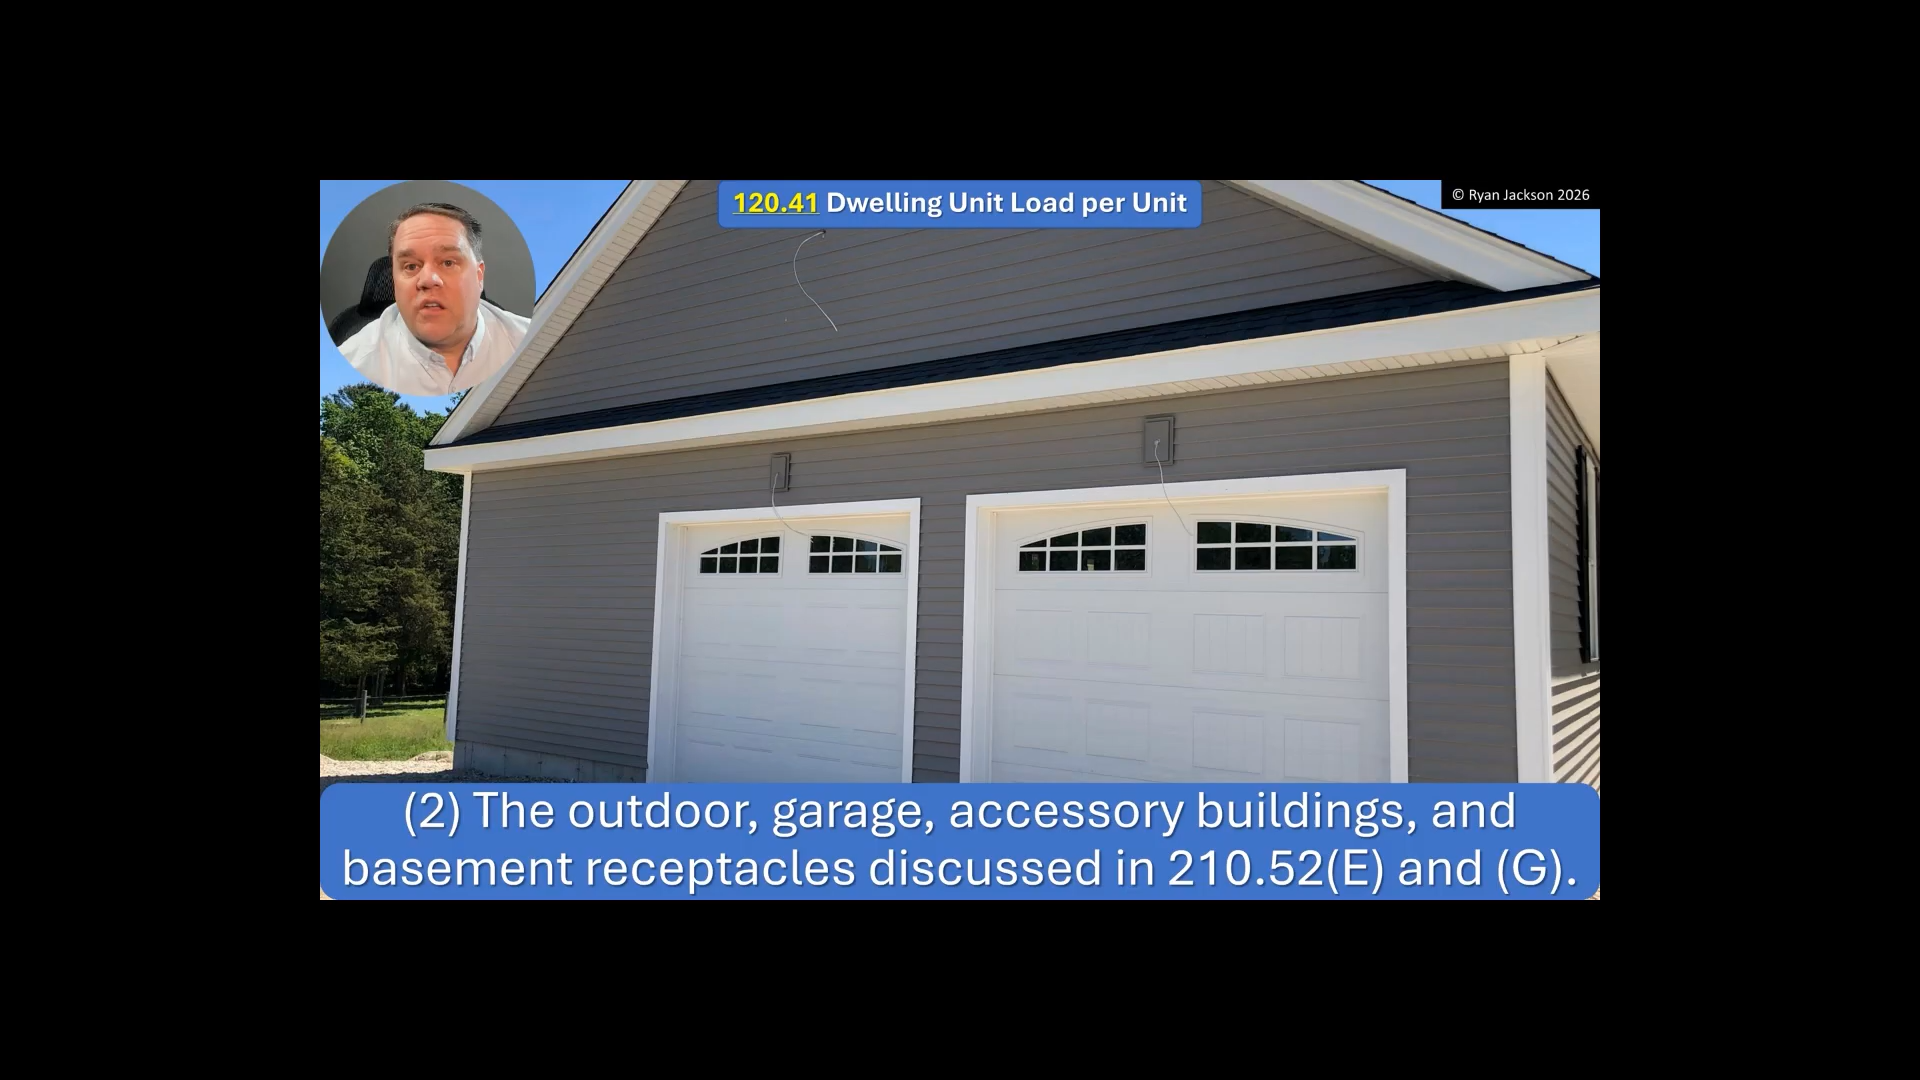 120.41 Dwelling Unit Load per Unit
© Ryan Jackson 2026
(2) The outdoor, garage, accessory buildings, and
basement receptacles discussed in 210.52(E) and (G).